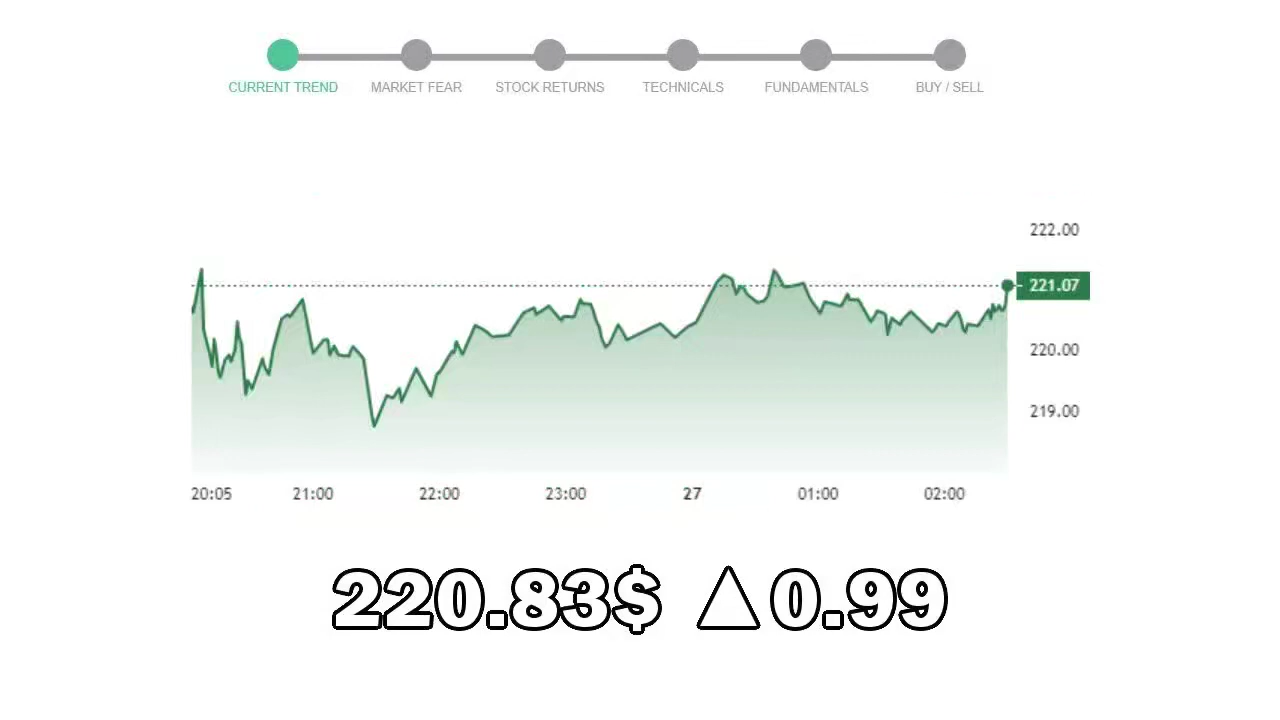 CURRENT TREND MARKET FEAR STOCK RETURNS TECHNICALS FUNDAMENTALS BUY / SELL
222.00
221.07
220.00
219.00
20:05 21:00 22:00 23:00 27 01:00 02:00
220.83$ △0.99